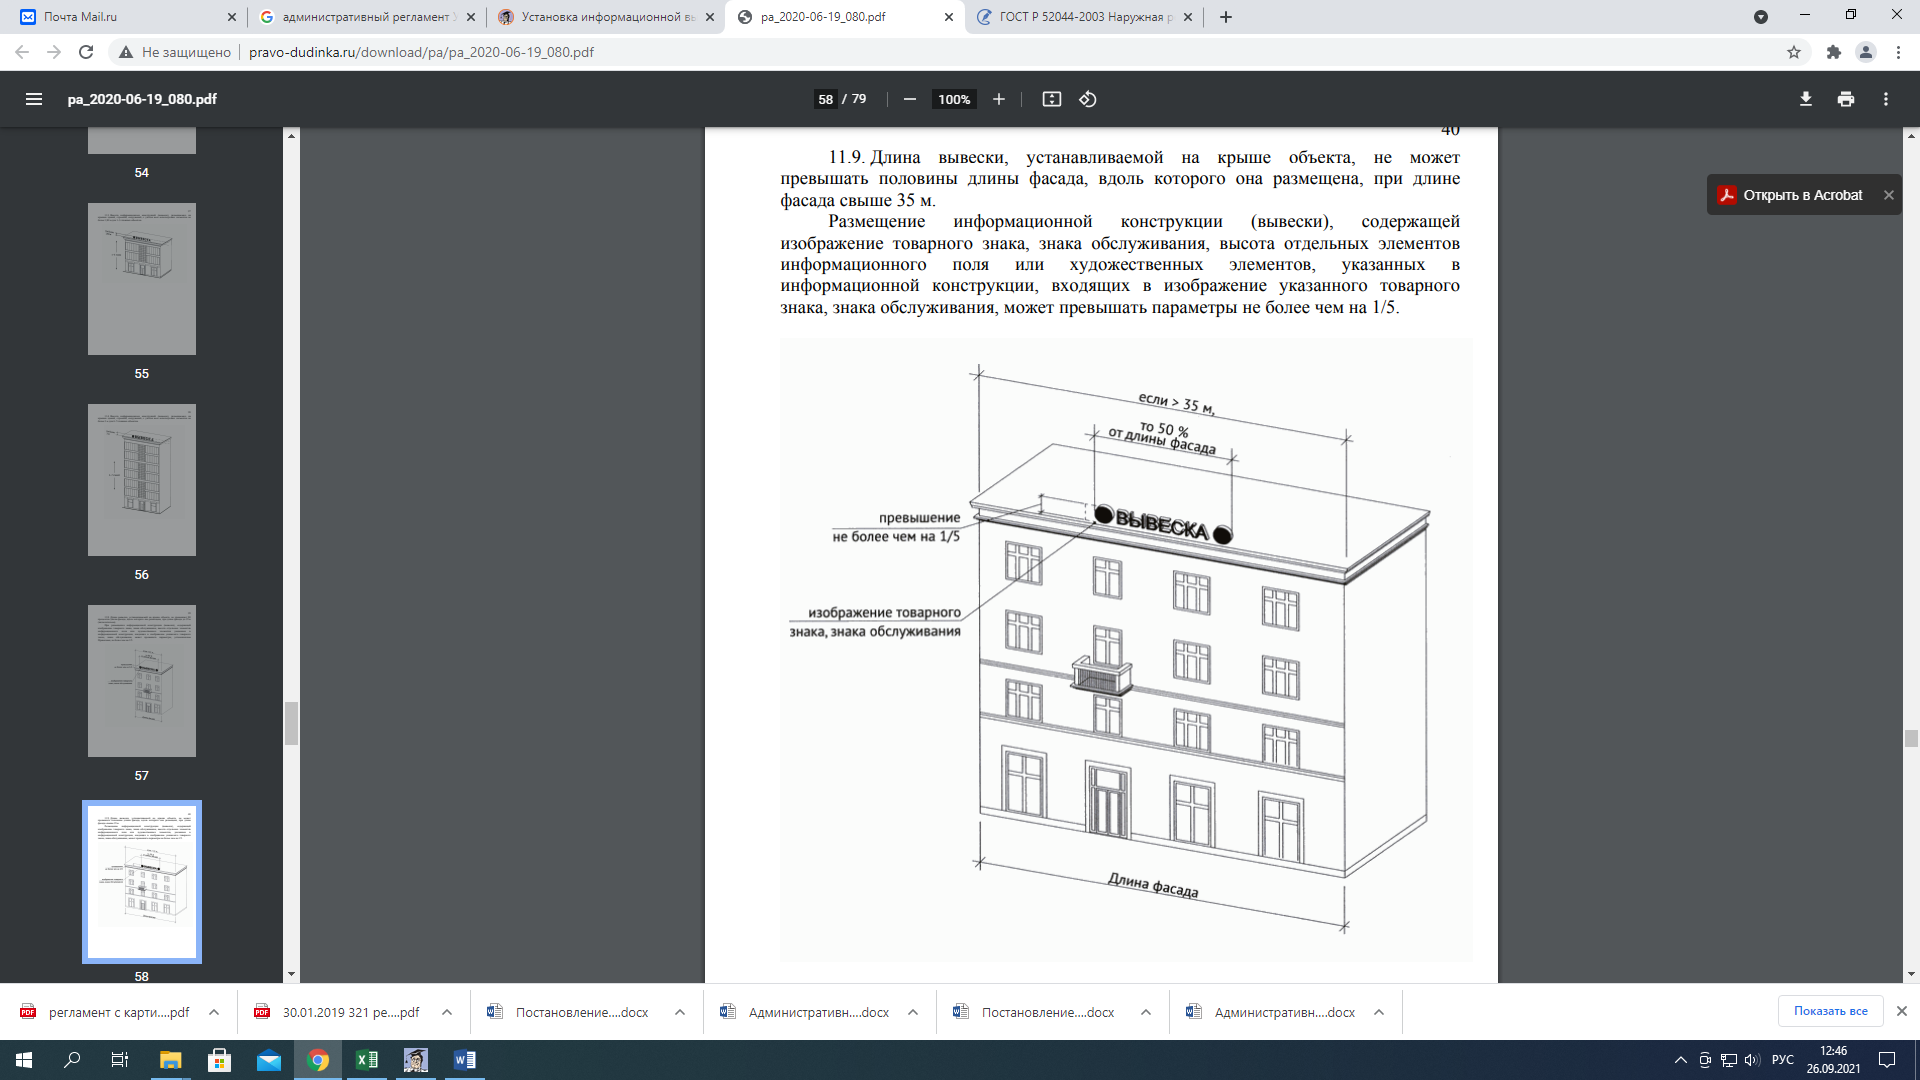 Почта Mail.ru
административный регламент У
Установка информационной вы
pa_2020-06-19_080.pdf
ГОСТ Р 52044-2003 Наружная р
Не защищено
pravo-dudinka.ru/download/pa/pa_2020-06-19_080.pdf
pa_2020-06-19_080.pdf
58 / 79
100%
Открыть в Acrobat
54
55
56
57
58
40
11.9. Длина вывески, устанавливаемой на крыше объекта, не может
превышать половины длины фасада, вдоль которого она размещена, при длине
фасада свыше 35 м.
Размещение информационной конструкции (вывески), содержащей
изображение товарного знака, знака обслуживания, высота отдельных элементов
информационного поля или художественных элементов, указанных в
информационной конструкции, входящих в изображение указанного товарного
знака, знака обслуживания, может превышать параметры не более чем на 1/5.
если > 35 м,
то 50 %
от длины фасада
ВЫВЕСКА
превышение
не более чем на 1/5
изображение товарного
знака, знака обслуживания
Длина фасада
регламент с карти....pdf
30.01.2019 321 ре....pdf
Постановление....docx
Административн....docx
Постановление....docx
Административн....docx
Показать все
РУС
12:46
26.09.2021